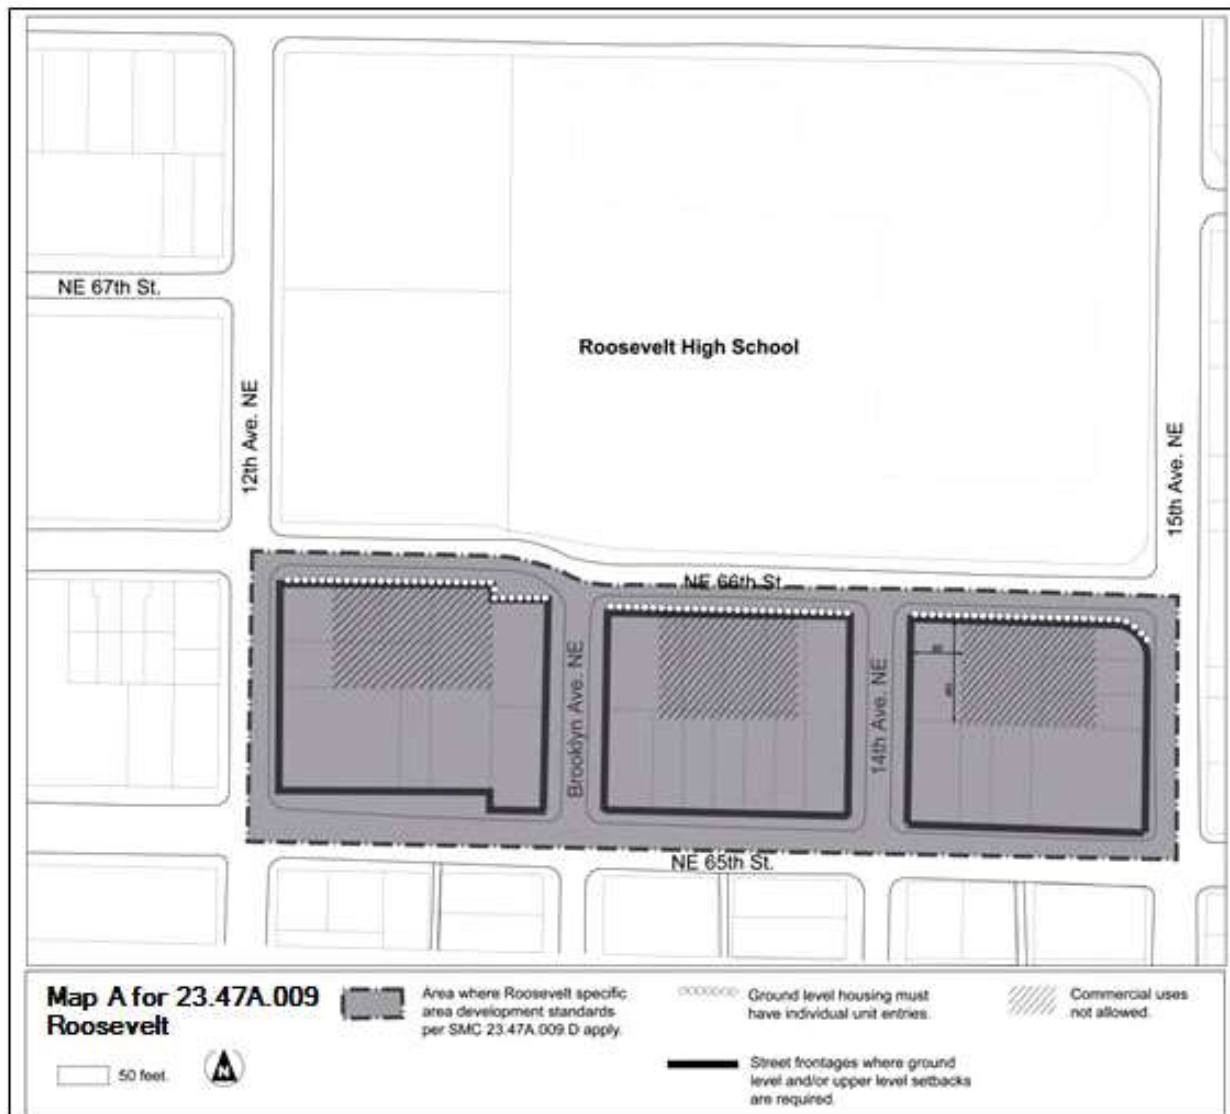 NE 67th St.
Roosevelt High School
12th Ave. NE
15th Ave. NE
NE 66th St
Brooklyn Ave. NE
14th Ave. NE
NE 65th St.
Map A for 23.47A.009
Roosevelt
50 feet.
N
Area where Roosevelt specific
area development standards
per SMC 23.47A.009.D apply.
Ground level housing must
have individual unit entries.
Street frontages where ground
level and/or upper level setbacks
are required.
Commercial uses
not allowed.